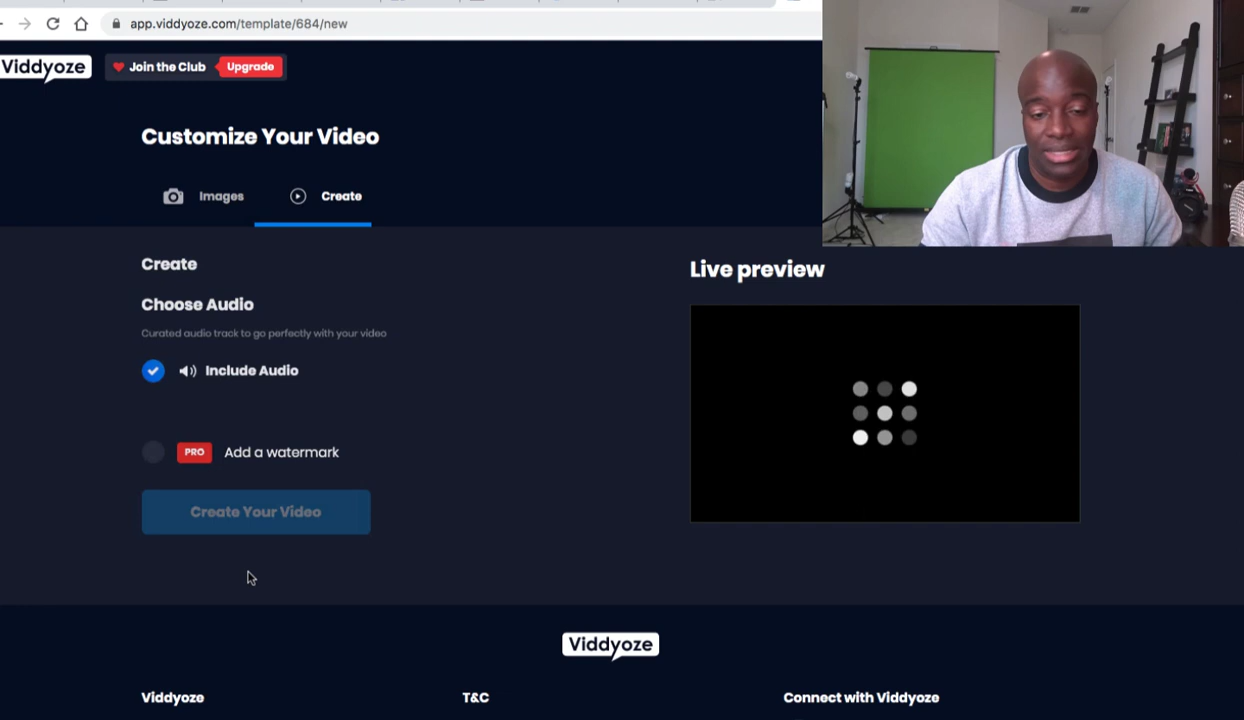 app.viddyoze.com/template/684/new
Viddyoze
Join the Club
Upgrade
Customize Your Video
Images
Create
Create
Choose Audio
Curated audio track to go perfectly with your video
Include Audio
PRO
Add a watermark
Create Your Video
Live preview
Viddyoze
Viddyoze
T&C
Connect with Viddyoze